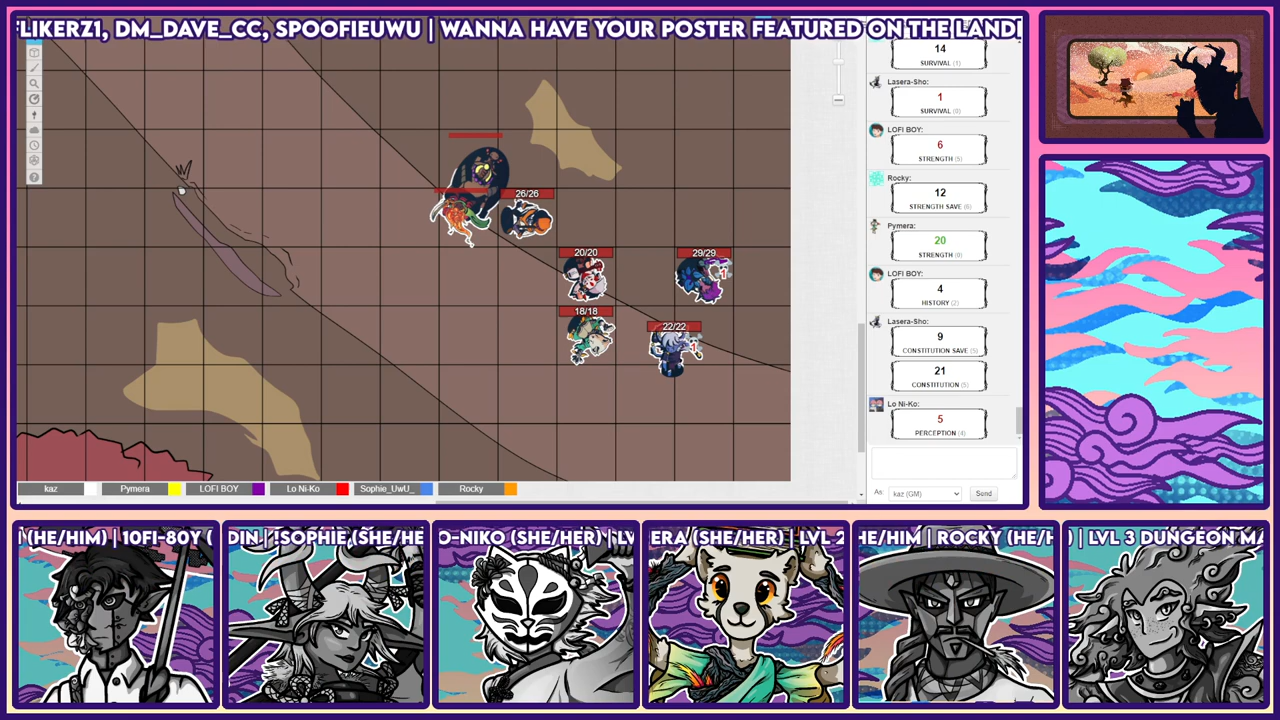 FLIKERZ1, DM_DAVE_CC, SPOOFIEUWU | WANNA HAVE YOUR POSTER FEATURED ON THE LAND
14
SURVIVAL (1)
Lasera-Sho:
1
SURVIVAL (0)
LOFI BOY:
6
STRENGTH (5)
Rocky:
12
STRENGTH SAVE (6)
Pymera:
20
STRENGTH (0)
LOFI BOY:
4
HISTORY (2)
Lasera-Sho:
9
CONSTITUTION SAVE (5)
21
CONSTITUTION (5)
Lo Ni-Ko:
5
PERCEPTION (4)
As:
kaz (GM)
Send
26/26
20/20
29/29
18/18
22/22
kaz
Pymera
LOFI BOY
Lo Ni-Ko
Sophie_UwU_
Rocky
(HE/HIM) | 10FI-80Y (
DIN | !SOPHIE (SHE/HE
O-NIKO (SHE/HER) | LV
ERA (SHE/HER) | LVL 2
HE/HIM | ROCKY (HE/H
) | LVL 3 DUNGEON MA